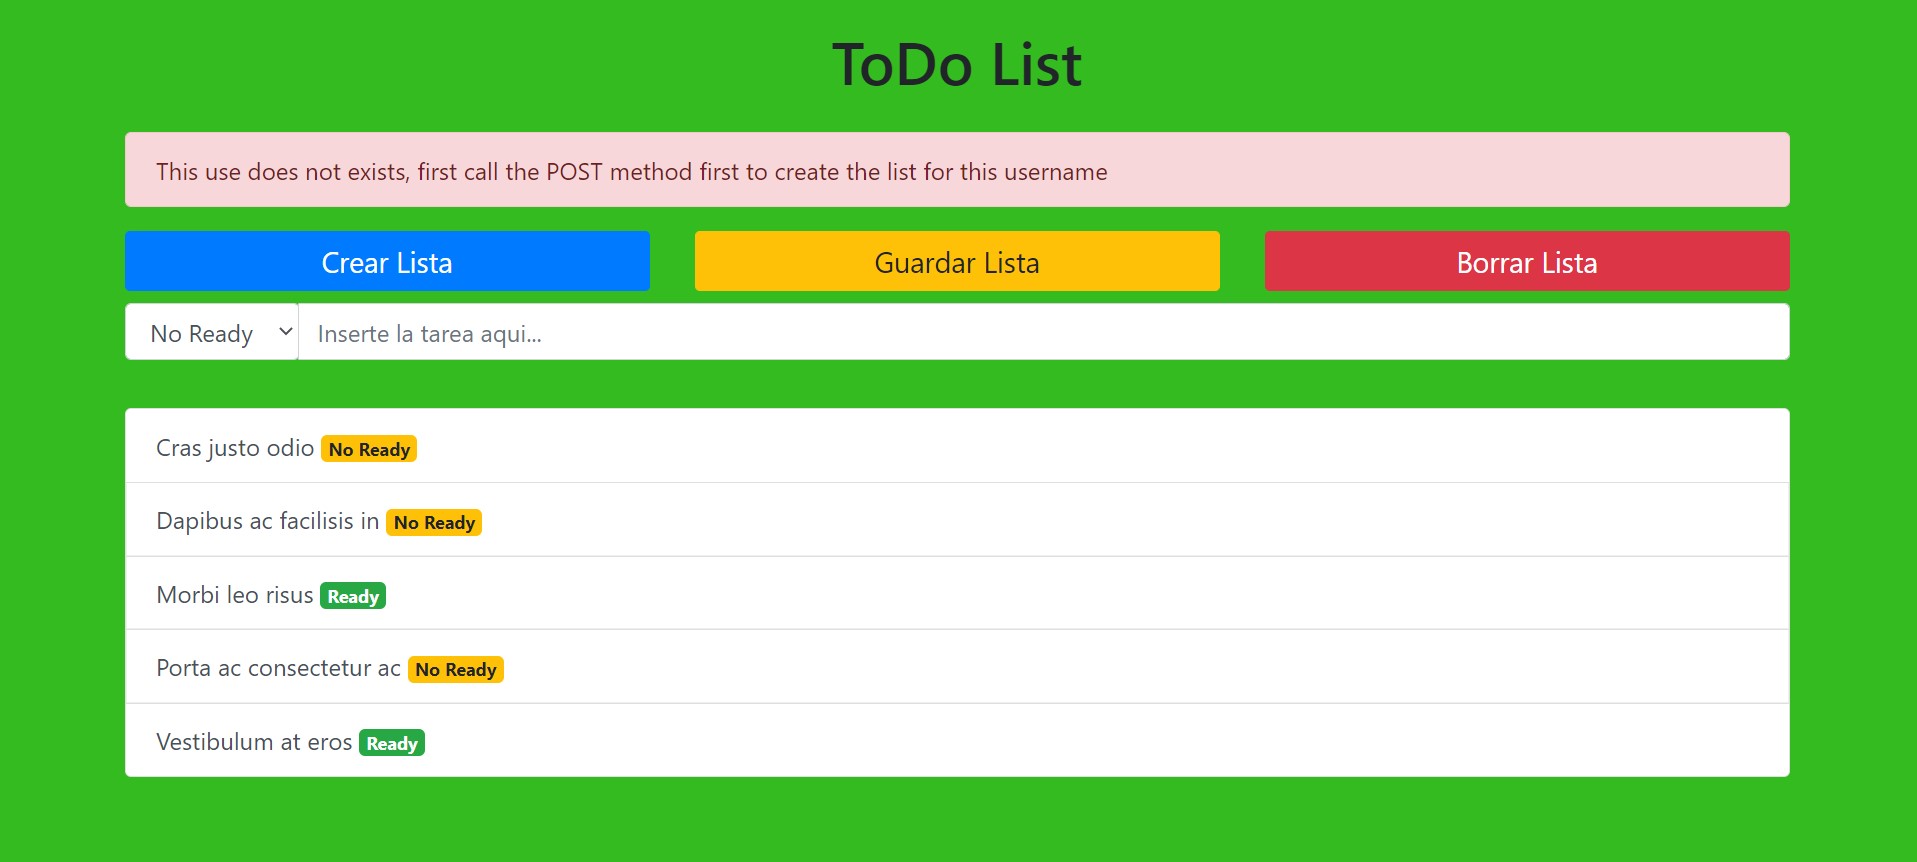 ToDo List
This use does not exists, first call the POST method first to create the list for this username
Crear Lista Guardar Lista Borrar Lista
No Ready Inserte la tarea aqui...
Cras justo odio No Ready
Dapibus ac facilisis in No Ready
Morbi leo risus Ready
Porta ac consectetur ac No Ready
Vestibulum at eros Ready